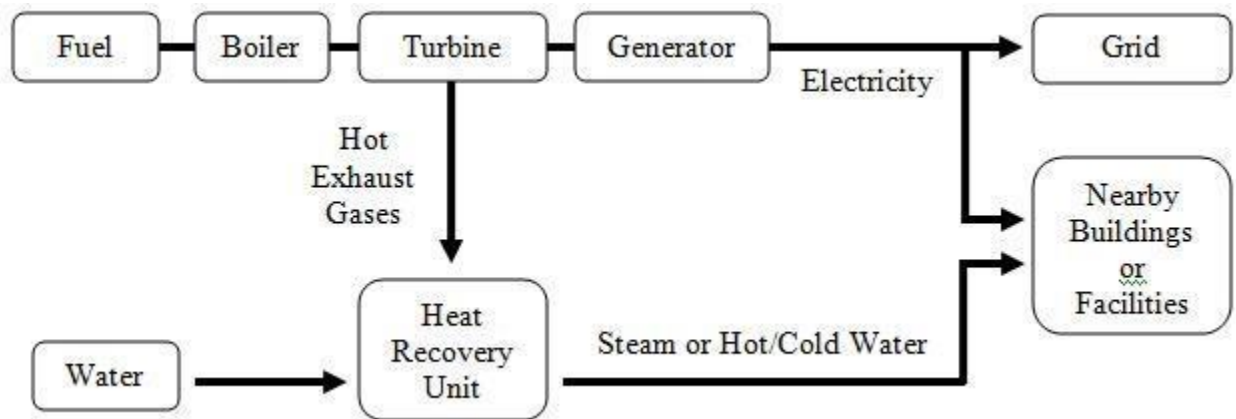 Fuel
Boiler
Turbine
Generator
Grid
Electricity
Hot
Exhaust
Gases
Nearby
Buildings
or
Facilities
Heat
Recovery
Unit
Steam or Hot/Cold Water
Water